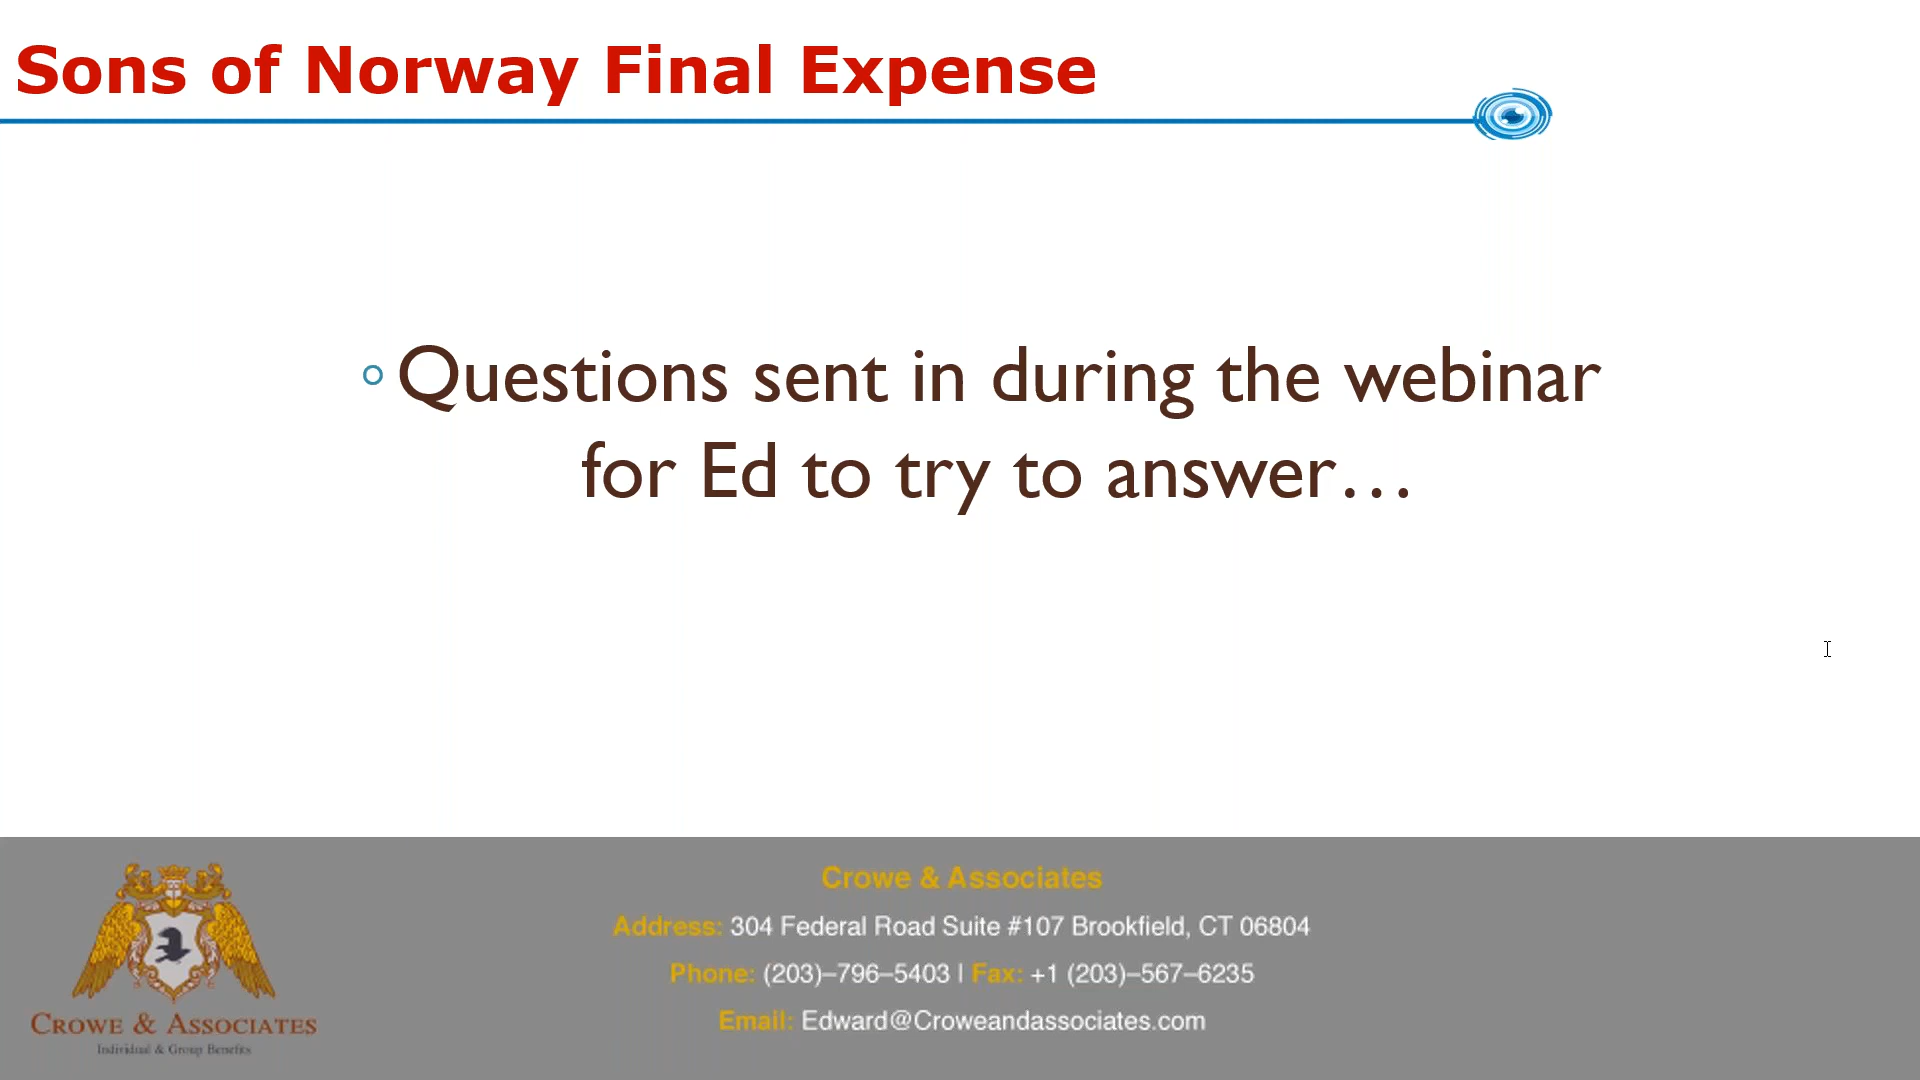 Sons of Norway Final Expense
Questions sent in during the webinar
for Ed to try to answer…
Crowe & Associates
Address: 304 Federal Road Suite #107 Brookfield, CT 06804
Phone: (203)–796–5403 | Fax: +1 (203)–567–6235
Email: Edward@Croweandassociates.com
CROWE & ASSOCIATES
Individual & Group Benefits